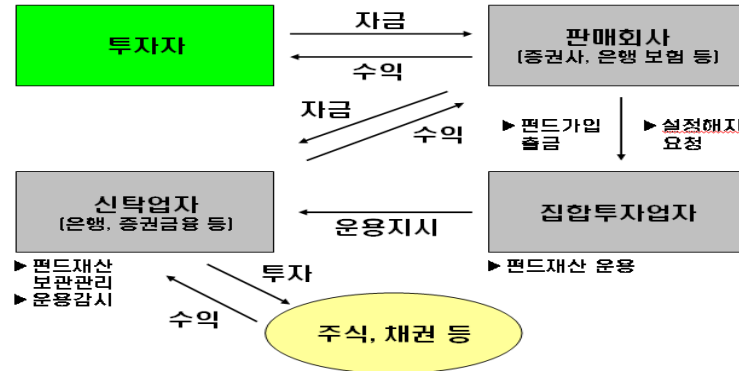 투자자
자금
수익
판매회사
(증권사, 은행 보험 등)
자금
수익
▶ 펀드가입
출금
▶ 설정해지
요청
신탁업자
(은행, 증권금융 등)
운용지시
집합투자업자
▶ 펀드재산
보관관리
▶ 운용감시
투자
수익
▶ 펀드재산 운용
주식, 채권 등